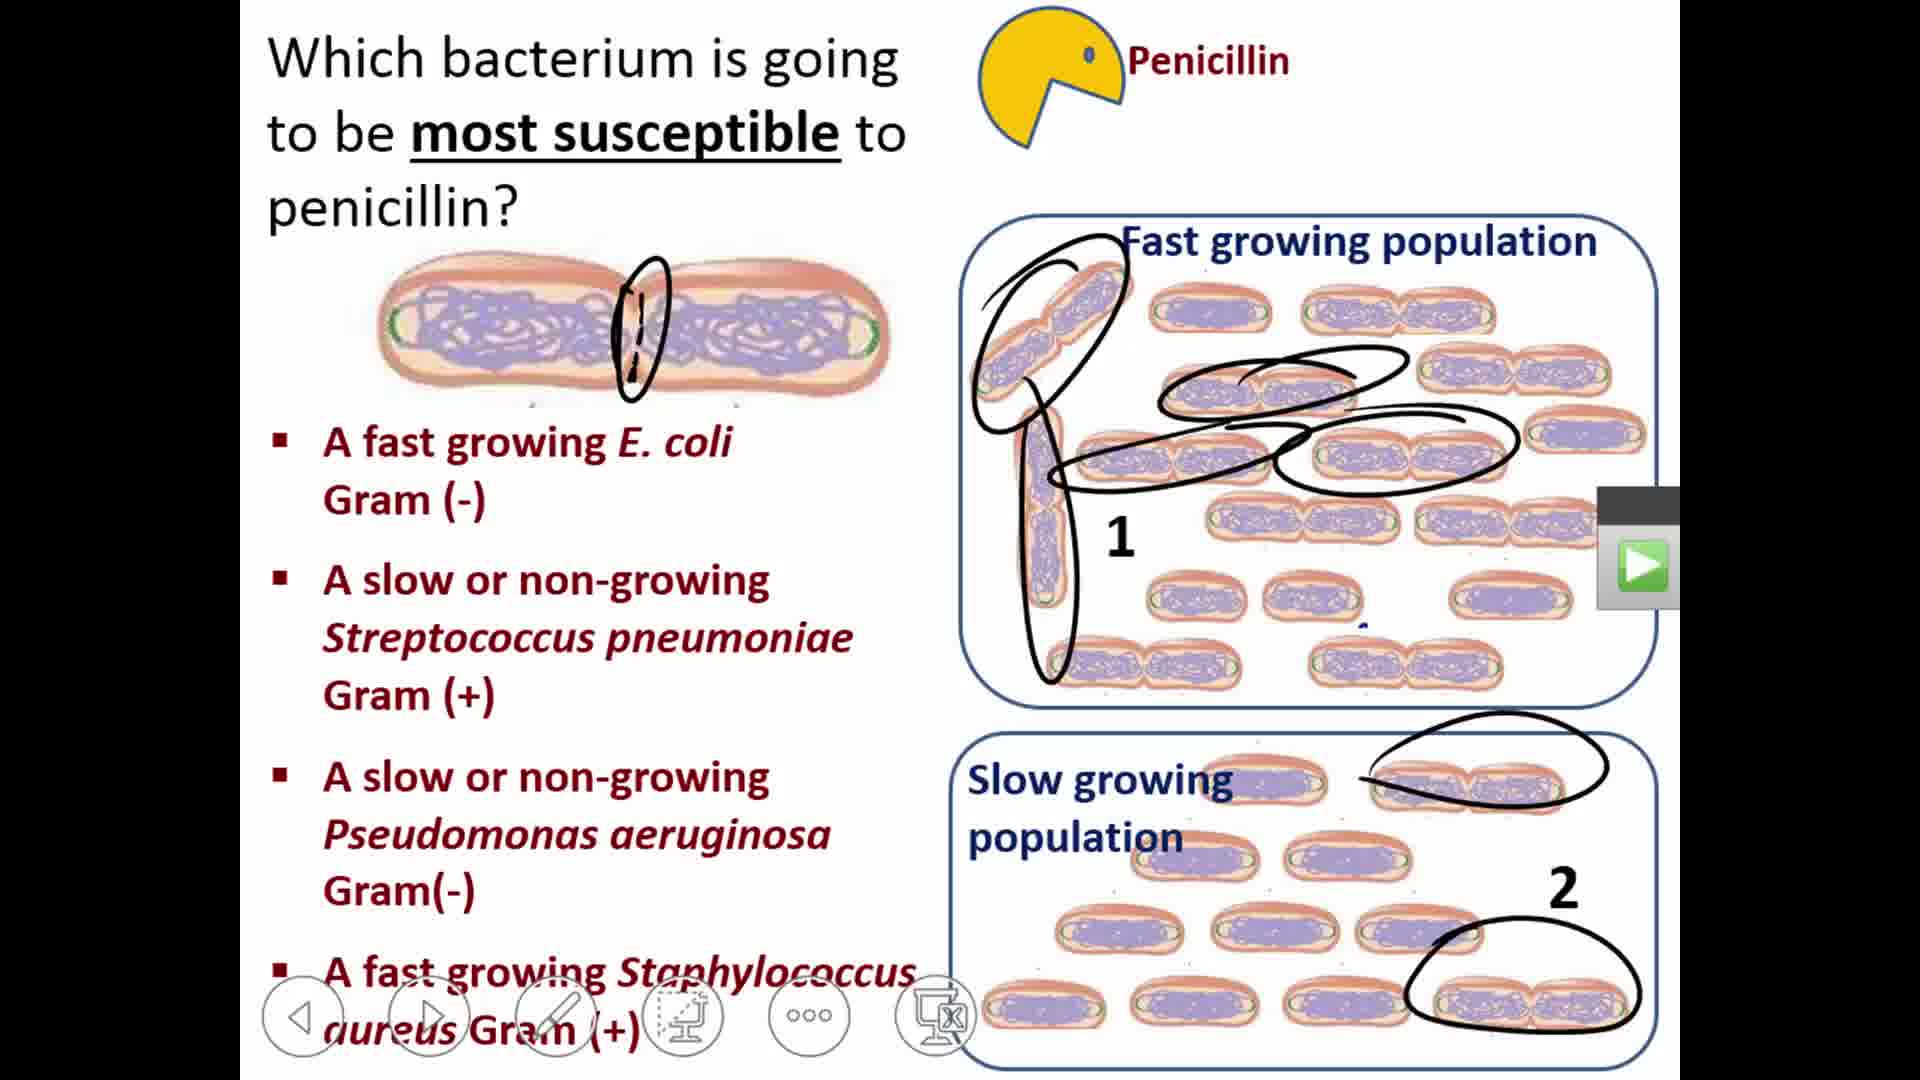 Which bacterium is going
to be most susceptible to
penicillin?
▪ A fast growing E. coli
Gram (-)
▪ A slow or non-growing
Streptococcus pneumoniae
Gram (+)
▪ A slow or non-growing
Pseudomonas aeruginosa
Gram(-)
▪ A fast growing Staphylococcus
aureus Gram (+)
Penicillin
Fast growing population
1
Slow growing
population
2